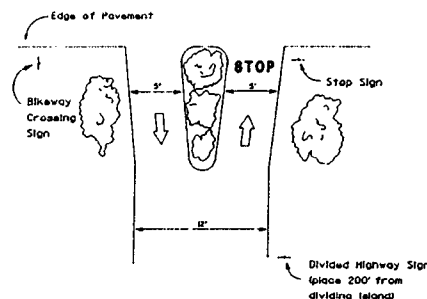 Edge of Pavement
STOP
5'
5'
Stop Sign
Bikeway
Crossing
Sign
12'
Divided Highway Sign
(place 200' from
dividing island)